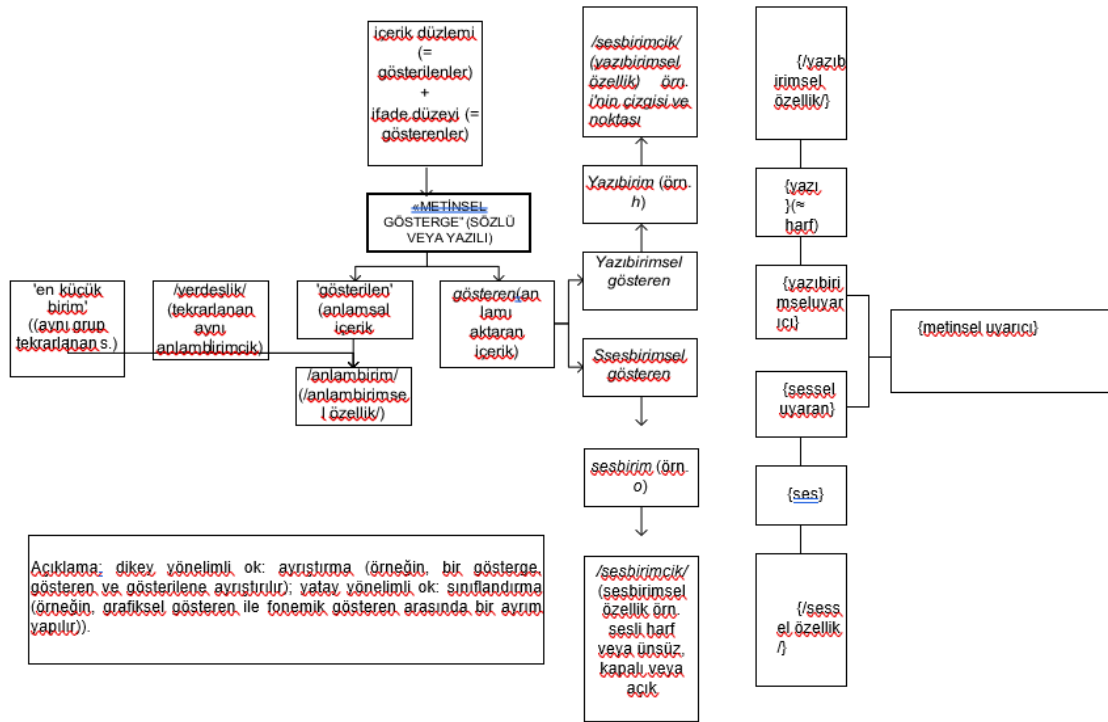 içerik düzlemi
(=
gösterilenler)
+
ifade düzeyi (=
gösterenler)
/sesbirimcik/
(yazıbirimsel
özellik) örn.
i'nin çizgisi ve
noktası
{/yazıb
irimsel
özellik/}
Yazıbirim (örn.
h)
{yazı
}(≈
harf)
«METİNSEL
GÖSTERGE” (SÖZLÜ
VEYA YAZILI)
Yazıbirimsel
gösteren
{yazıbiri
mseluyar
ıcı}
'en küçük
birim'
((aynı grup
tekrarlanan s.)
/yerdeşlik/
(tekrarlanan
aynı
anlambirimcik)
'gösterilen'
(anlamsal
içerik
gösteren(an
lamı
aktaran
içerik)
{metinsel uyarıcı}
Ssesbirimsel
gösteren
/anlambirim/
(/anlambirimse
l özellik/)
{sessel
uyaran}
sesbirim (örn.
o)
{ses}
Açıklama; dikey yönelimli ok: ayrıştırma (örneğin, bir gösterge,
gösteren ve gösterilene ayrıştırılır); yatay yönelimli ok: sınıflandırma
(örneğin, grafiksel gösteren ile fonemik gösteren arasında bir ayrım
yapılır)).
/sesbirimcik/
(sesbirimsel
özellik örn.
sesli harf
veya ünsüz,
kapalı veya
açık
{/sess
el özellik
/}